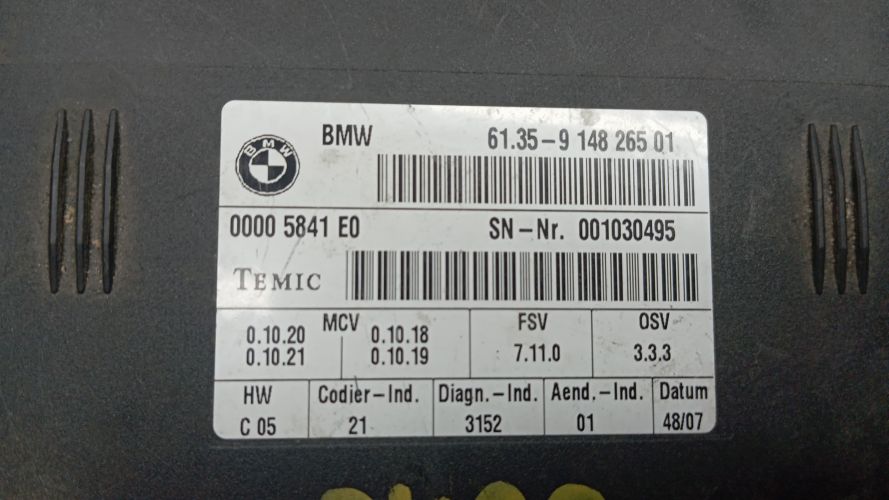 BMW
BMW 61.35-9 148 265 01
0000 5841 E0 SN-Nr. 001030495
TEMIC
MCV FSV OSV
0.10.20 0.10.18
0.10.21 0.10.19 7.11.0 3.3.3
HW Codier-Ind. Diagn.-Ind. Aend.-Ind. Datum
C 05 21 3152 01 48/07